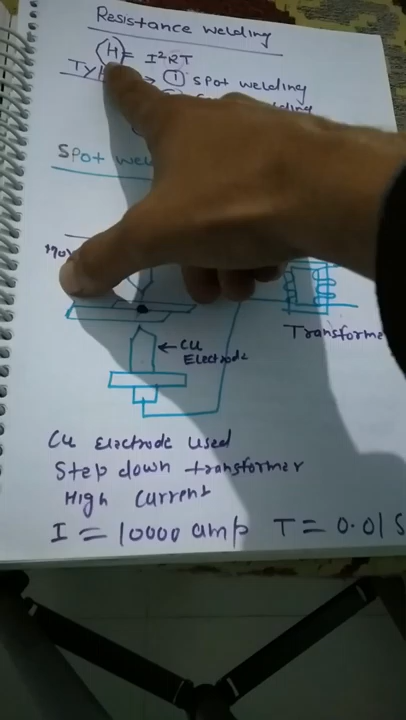 Resistance welding
(H) = I²RT
① Spot welding
Spot
Cu
Electrode
Transforme
Cu Electrode used
Step down transformer
High Current
I = 10000 amp T = 0.01 S